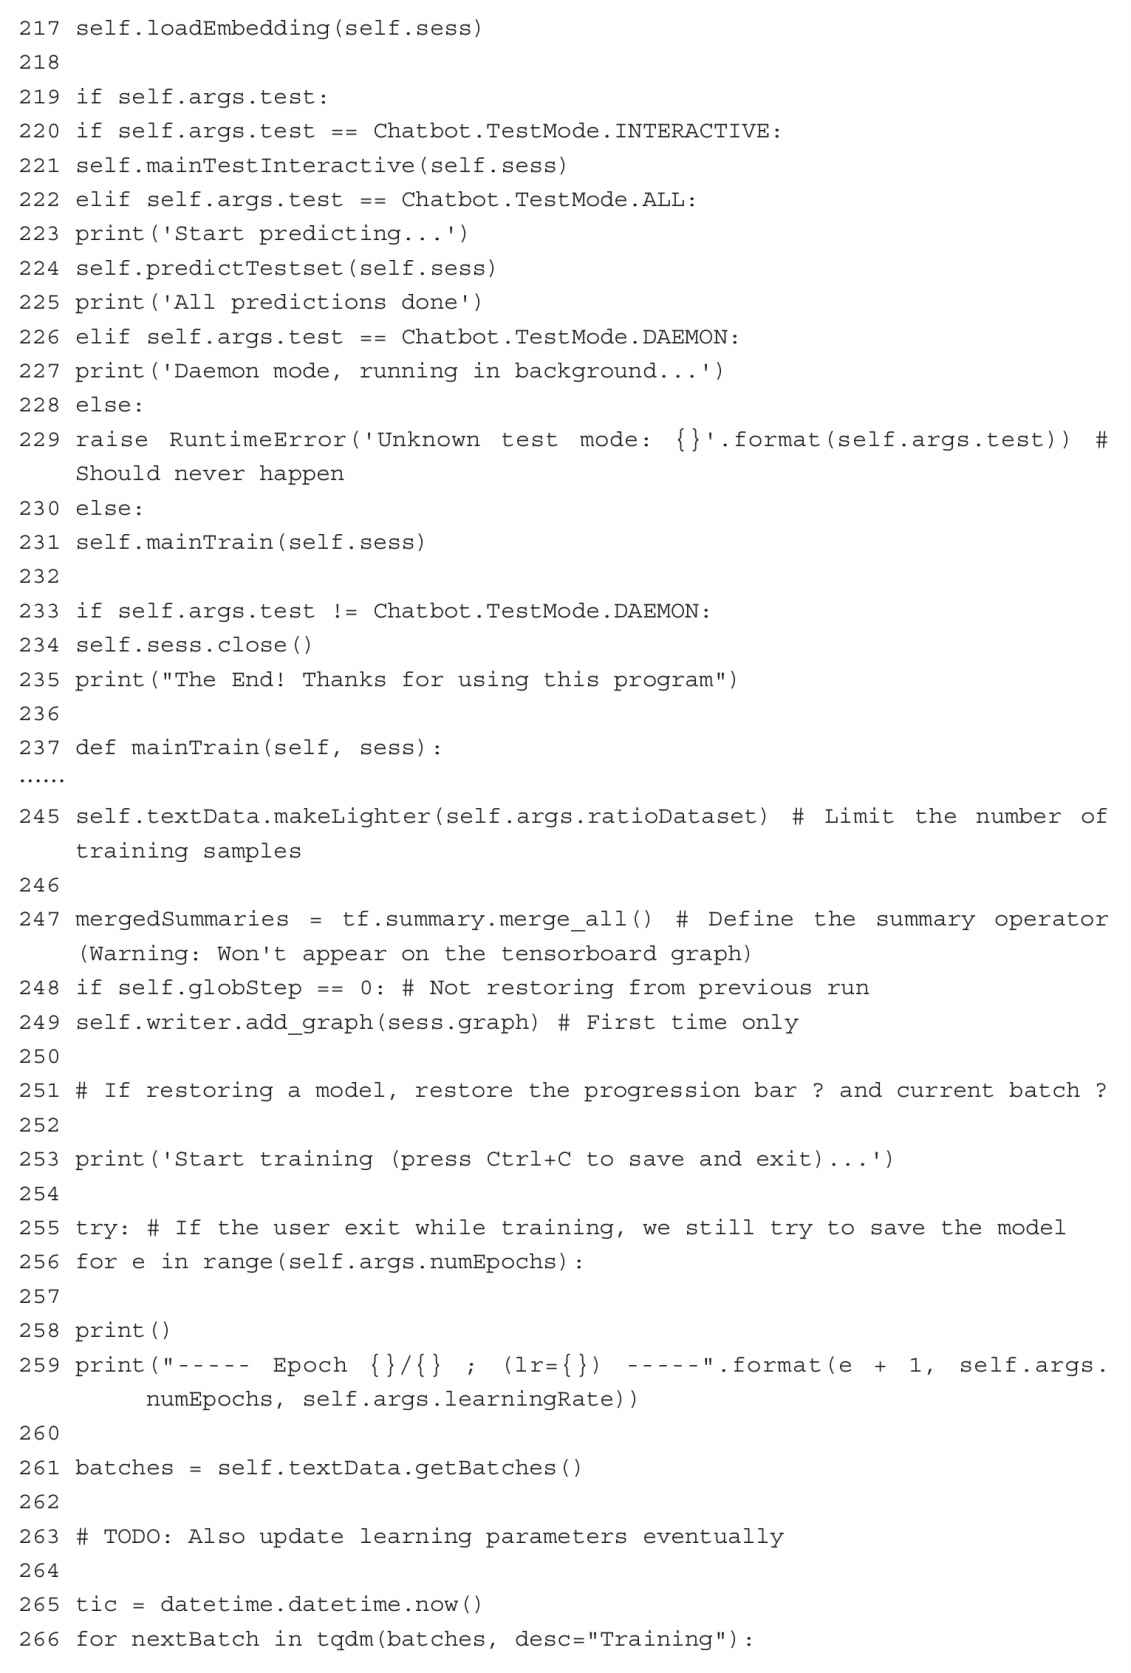 217 self.loadEmbedding(self.sess)
218
219 if self.args.test:
220 if self.args.test == Chatbot.TestMode.INTERACTIVE:
221 self.mainTestInteractive(self.sess)
222 elif self.args.test == Chatbot.TestMode.ALL:
223 print('Start predicting...')
224 self.predictTestset(self.sess)
225 print('All predictions done')
226 elif self.args.test == Chatbot.TestMode.DAEMON:
227 print('Daemon mode, running in background...')
228 else:
229 raise RuntimeError('Unknown test mode: {}'.format(self.args.test)) #
Should never happen
230 else:
231 self.mainTrain(self.sess)
232
233 if self.args.test != Chatbot.TestMode.DAEMON:
234 self.sess.close()
235 print("The End! Thanks for using this program")
236
237 def mainTrain(self, sess):
······
245 self.textData.makeLighter(self.args.ratioDataset) # Limit the number of
training samples
246
247 mergedSummaries = tf.summary.merge_all() # Define the summary operator
(Warning: Won't appear on the tensorboard graph)
248 if self.globStep == 0: # Not restoring from previous run
249 self.writer.add_graph(sess.graph) # First time only
250
251 # If restoring a model, restore the progression bar ? and current batch ?
252
253 print('Start training (press Ctrl+C to save and exit)...')
254
255 try: # If the user exit while training, we still try to save the model
256 for e in range(self.args.numEpochs):
257
258 print()
259 print("----- Epoch {}/{} ; (lr={}) -----".format(e + 1, self.args.
numEpochs, self.args.learningRate))
260
261 batches = self.textData.getBatches()
262
263 # TODO: Also update learning parameters eventually
264
265 tic = datetime.datetime.now()
266 for nextBatch in tqdm(batches, desc="Training"):